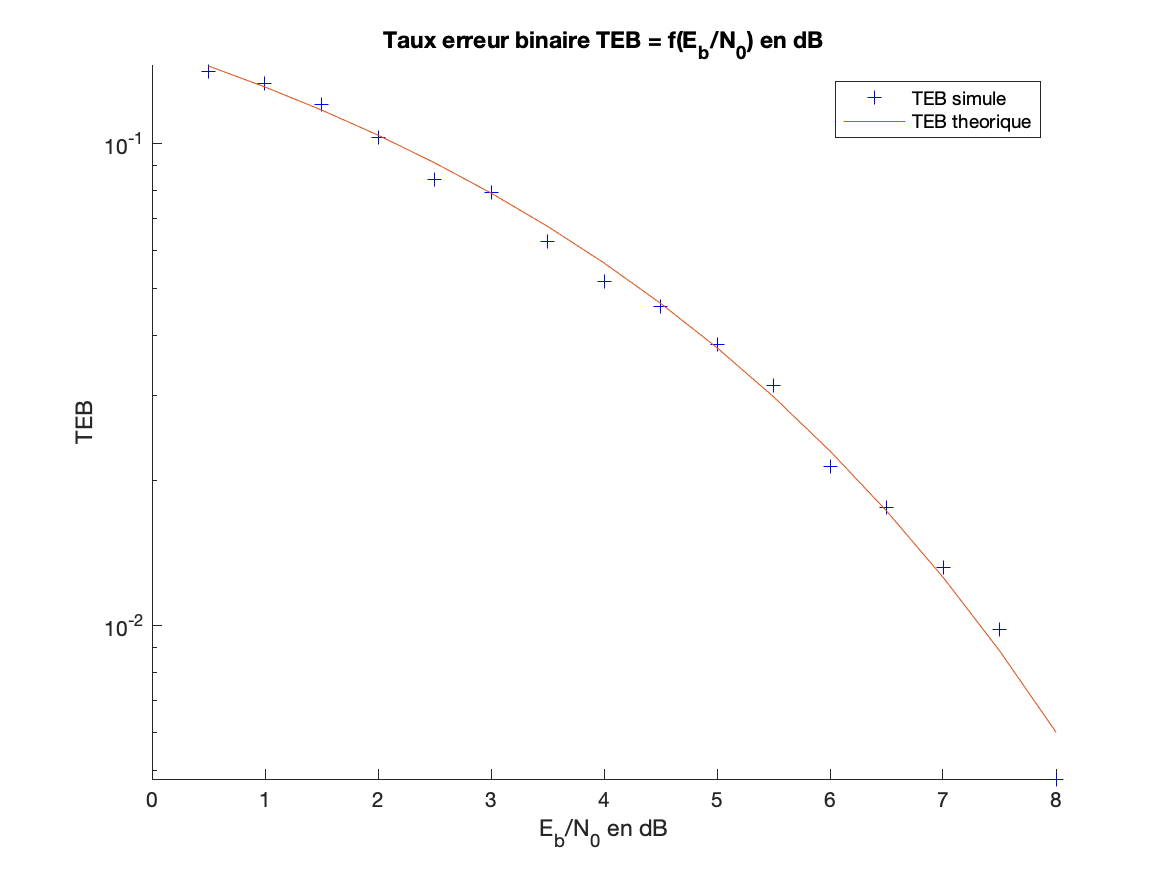 Taux erreur binaire TEB = f(E_b/N_0) en dB
TEB simule
TEB theorique
10^-1
10^-2
TEB
0 1 2 3 4 5 6 7 8
E_b/N_0 en dB